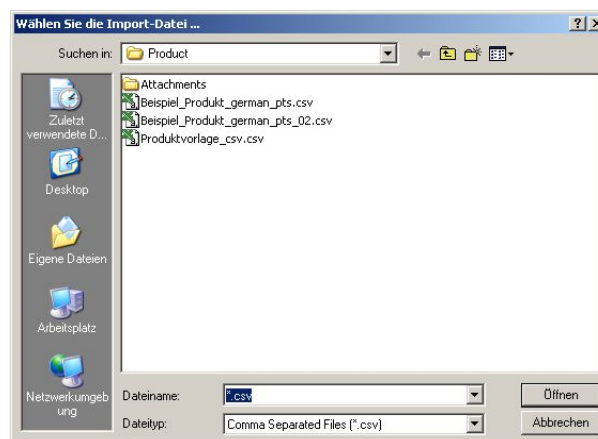 Wählen Sie die Import-Datei ...
Suchen in:
Product
Attachments
Beispiel_Produkt_german_pts.csv
Beispiel_Produkt_german_pts_02.csv
Produktvorlage_csv.csv
Zuletzt
verwendete D...
Desktop
Eigene Dateien
Arbeitsplatz
Netzwerkumgeb
ung
Dateiname:
*.csv
Öffnen
Dateityp:
Comma Separated Files (*.csv)
Abbrechen